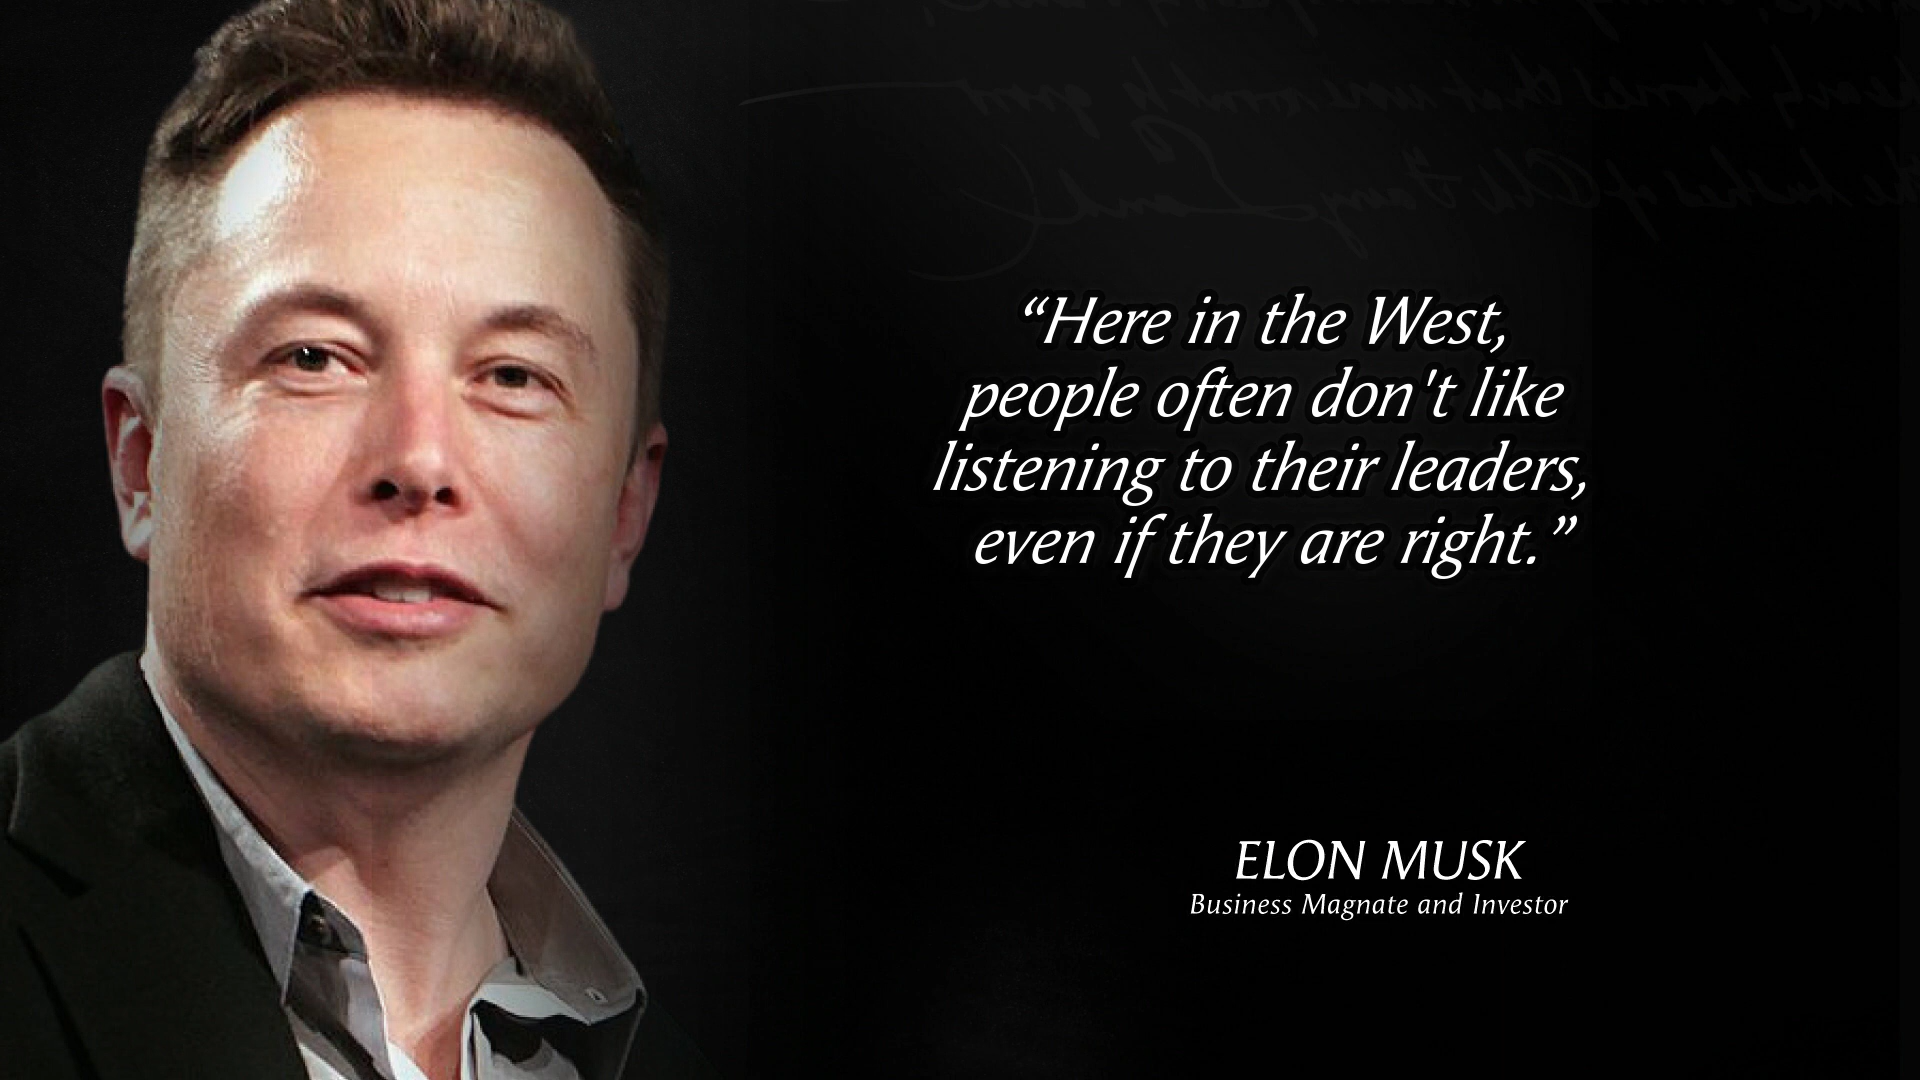 “Here in the West,
people often don't like
listening to their leaders,
even if they are right.”
ELON MUSK
Business Magnate and Investor